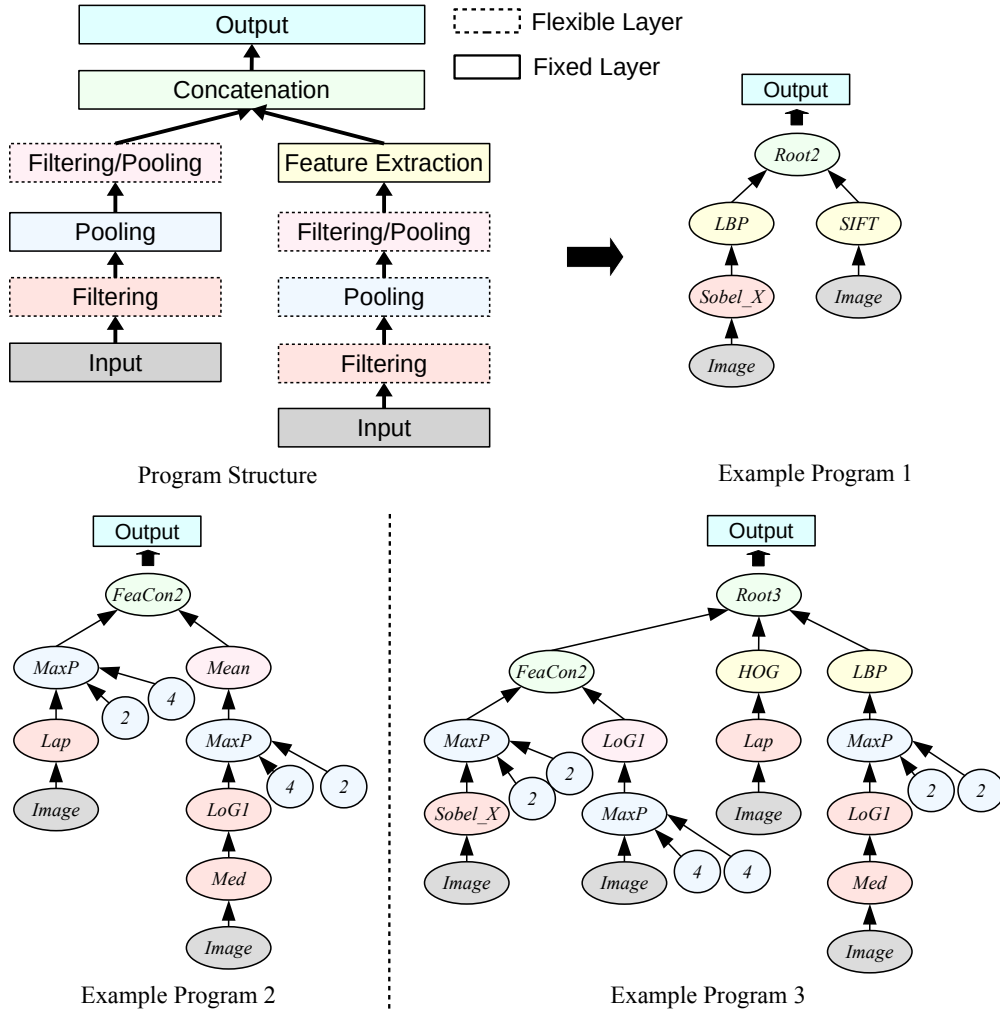 Output
Concatenation
Filtering/Pooling
Pooling
Filtering
Input
Feature Extraction
Filtering/Pooling
Pooling
Filtering
Input
Program Structure
Flexible Layer
Fixed Layer
Output
Root2
LBP
SIFT
Sobel_X
Image
Image
Example Program 1
Output
FeaCon2
MaxP
Mean
4
2
Lap
MaxP
4
2
Image
LoG1
Med
Image
Example Program 2
Output
Root3
FeaCon2
HOG
LBP
MaxP
LoG1
Lap
MaxP
2
2
2
2
Sobel_X
MaxP
Image
LoG1
Image
Image
4
4
Med
Image
Example Program 3